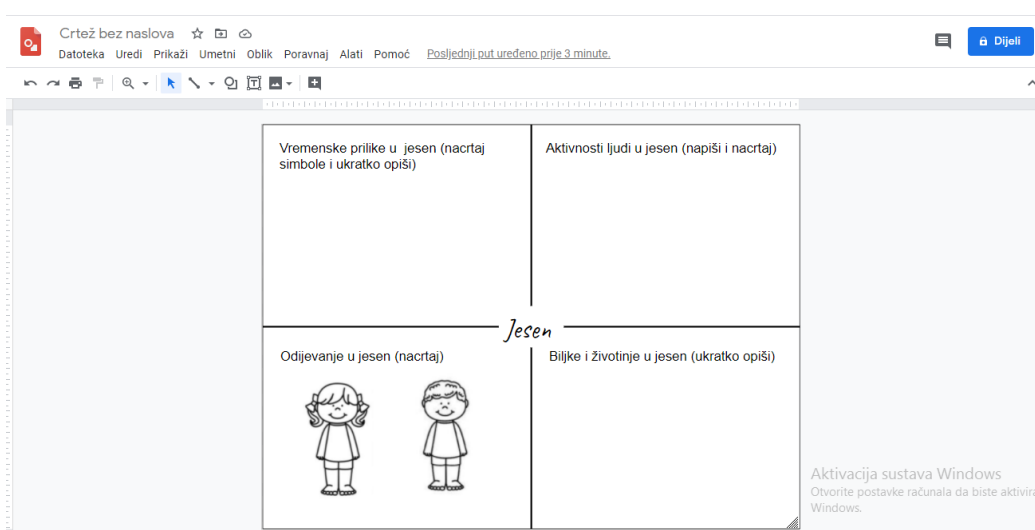 Crtež bez naslova
Datoteka Uredi Prikaži Umetni Oblik Poravnaj Alati Pomoć Posljednji put uređeno prije 3 minute.
Dijeli
Vremenske prilike u jesen (nacrtaj
simbole i ukratko opiši)
Aktivnosti ljudi u jesen (napiši i nacrtaj)
Jesen
Odijevanje u jesen (nacrtaj)
Biljke i životinje u jesen (ukratko opiši)
Aktivacija sustava Windows
Otvorite postavke računala da biste aktivira
Windows.